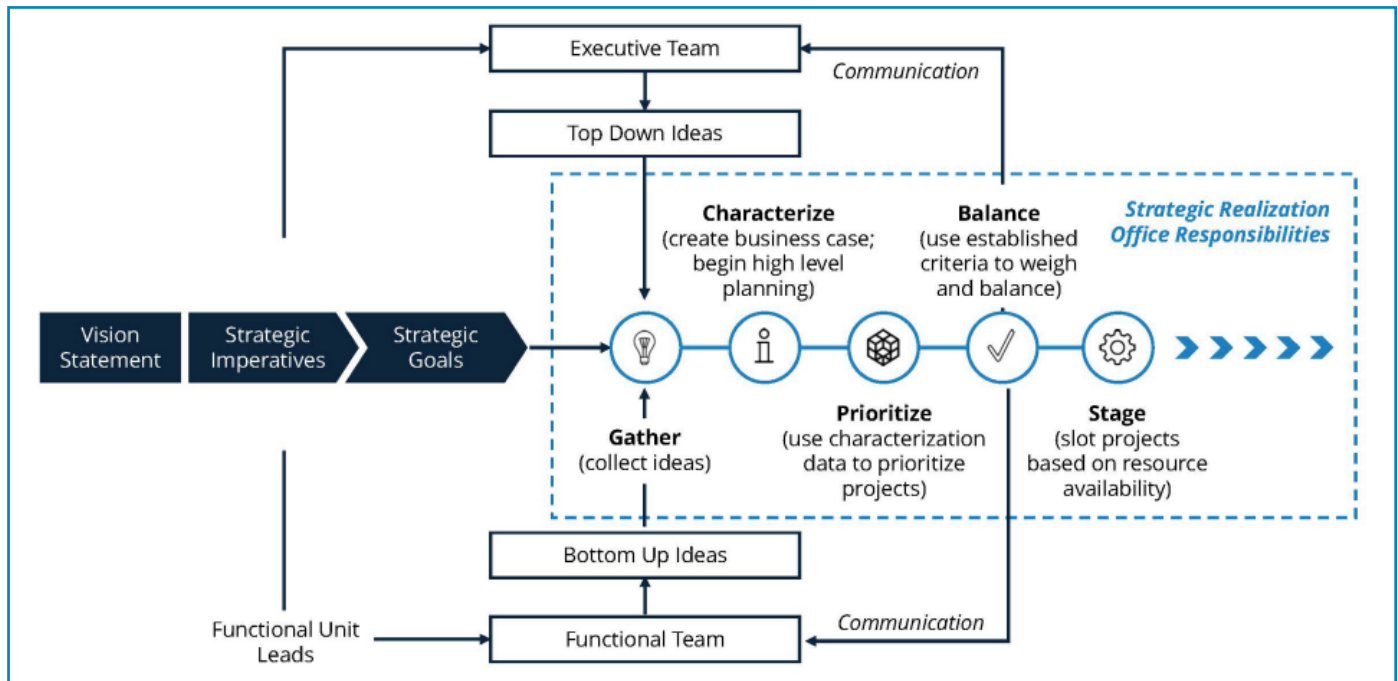 Executive Team
Communication
Top Down Ideas
Strategic Realization
Office Responsibilities
Characterize
(create business case;
begin high level
planning)
Balance
(use established
criteria to weigh
and balance)
Vision
Statement
Strategic
Imperatives
Strategic
Goals
Gather
(collect ideas)
Prioritize
(use characterization
data to prioritize
projects)
Stage
(slot projects
based on resource
availability)
Bottom Up Ideas
Functional Unit
Leads
Functional Team
Communication